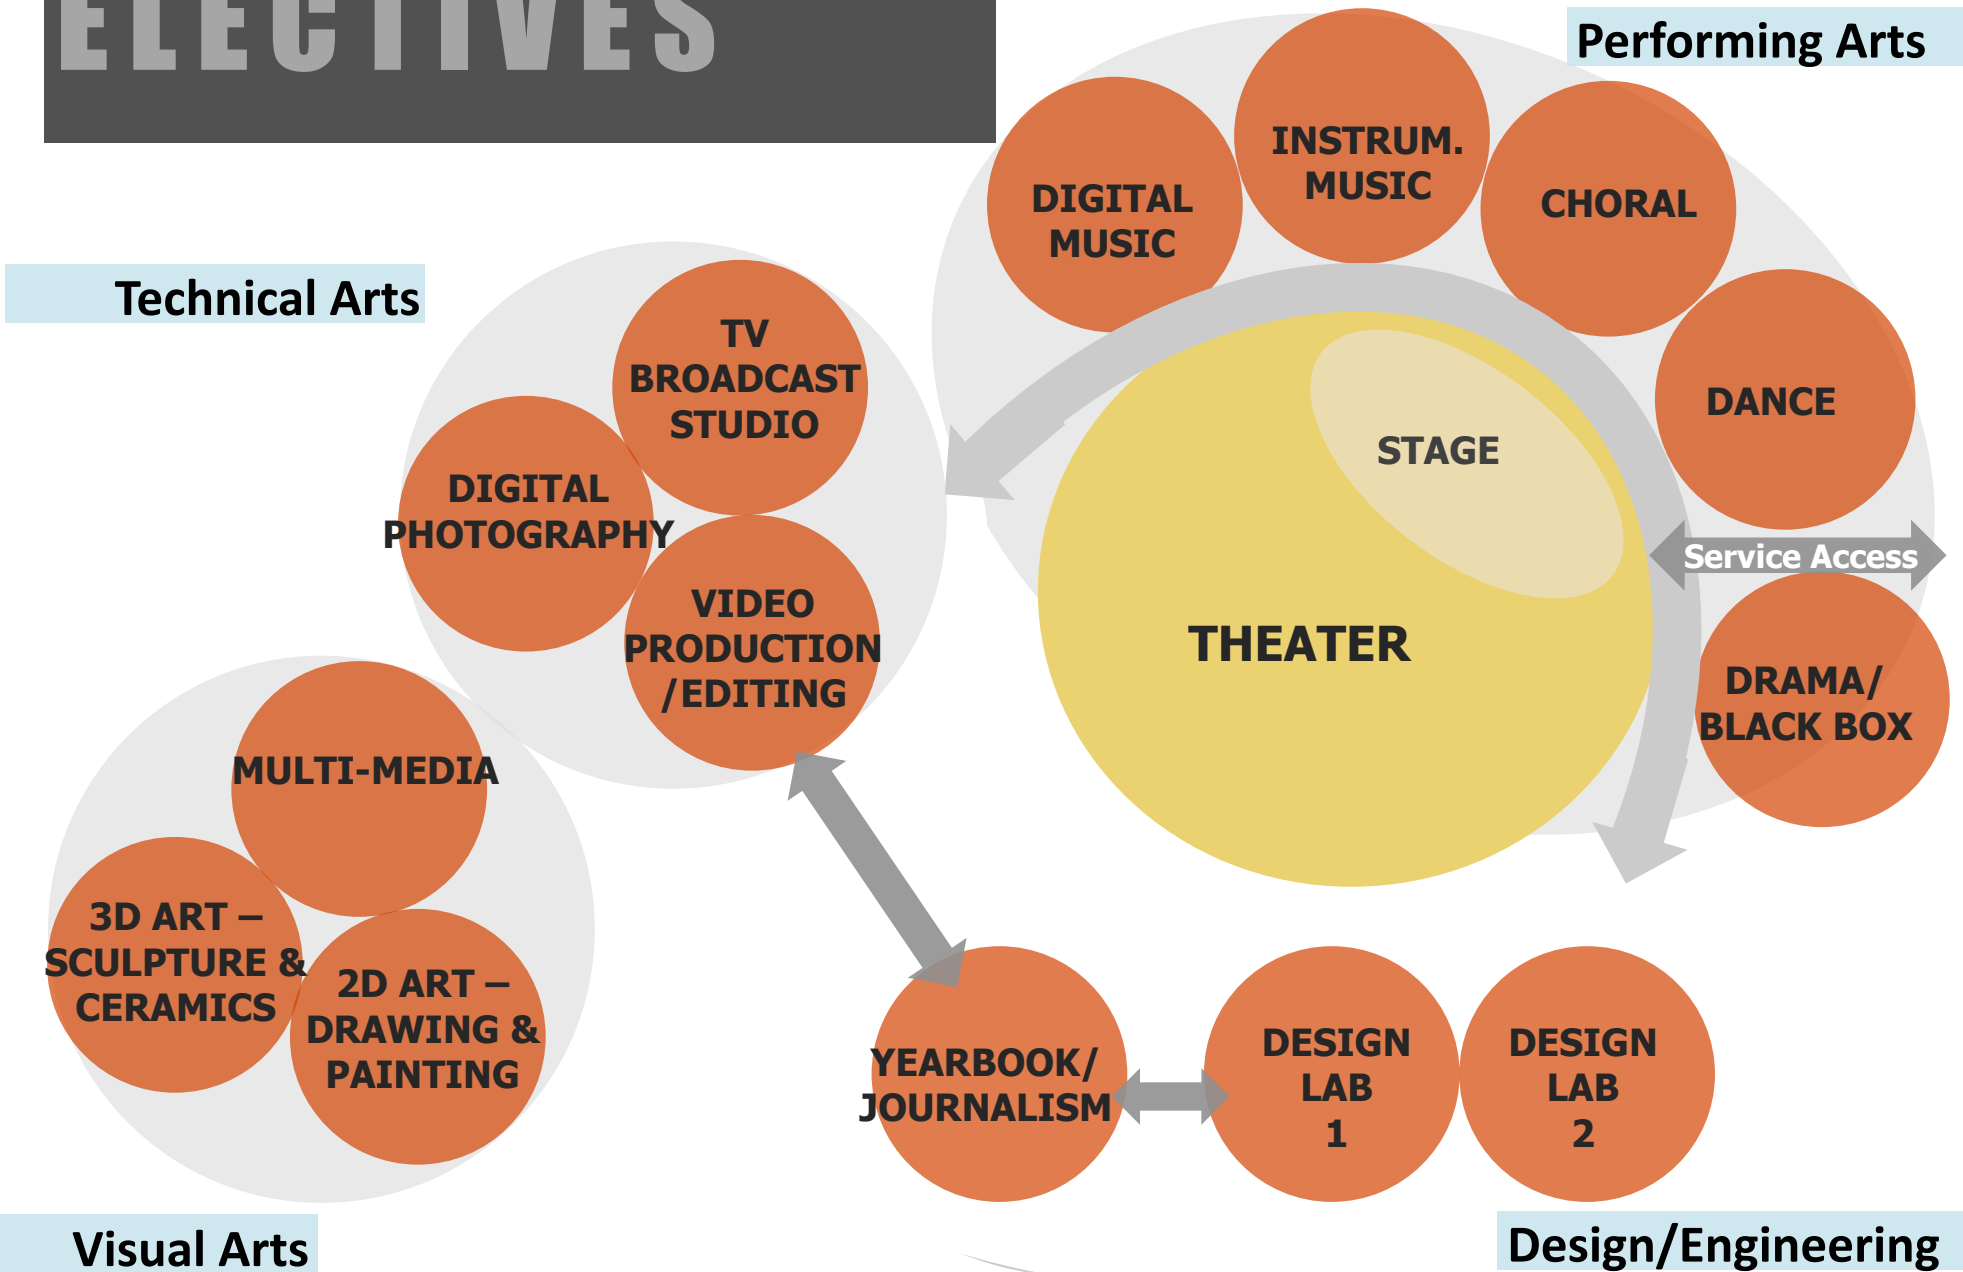 ELECTIVES
Performing Arts
INSTRUM.
MUSIC
DIGITAL
MUSIC
CHORAL
DANCE
STAGE
Service Access
THEATER
DRAMA/
BLACK BOX
Technical Arts
TV
BROADCAST
STUDIO
DIGITAL
PHOTOGRAPHY
VIDEO
PRODUCTION
/EDITING
MULTI-MEDIA
3D ART –
SCULPTURE &
CERAMICS
2D ART –
DRAWING &
PAINTING
Visual Arts
YEARBOOK/
JOURNALISM
DESIGN
LAB
1
DESIGN
LAB
2
Design/Engineering